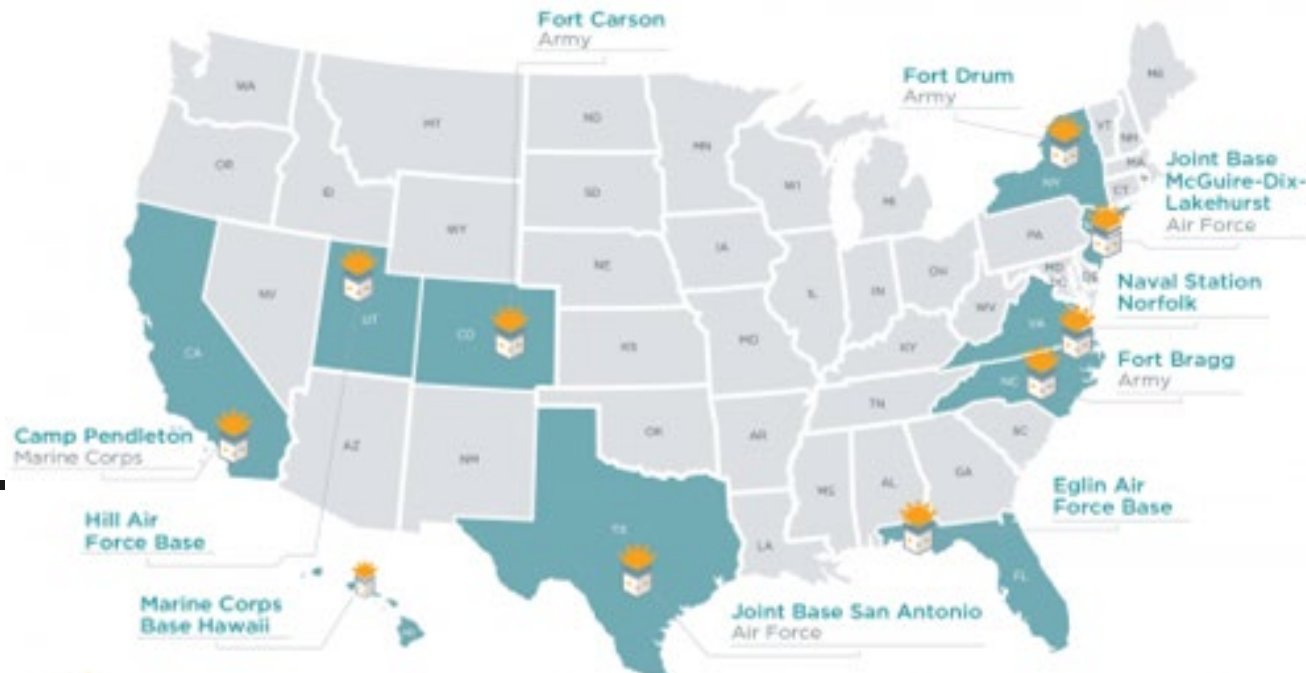 Fort Carson
Army
Fort Drum
Army
Joint Base
McGuire-Dix-
Lakehurst
Air Force
Naval Station
Norfolk
Fort Bragg
Army
Eglin Air
Force Base
Joint Base San Antonio
Air Force
Marine Corps
Base Hawaii
Hill Air
Force Base
Camp Pendleton
Marine Corps
WA
OR
ID
MT
ND
SD
WY
NE
NV
UT
CO
CA
AZ
NM
KS
OK
TX
MN
IA
MO
AR
LA
WI
IL
MI
IN
OH
KY
TN
MS
AL
GA
FL
SC
NC
VA
WV
PA
NY
VT
NH
ME
MA
CT
MD
DE
DC